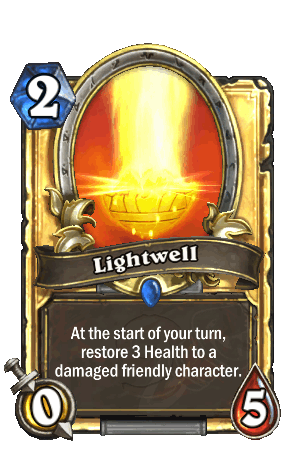 2
Lightwell
At the start of your turn,
restore 3 Health to a
damaged friendly character.
0
5